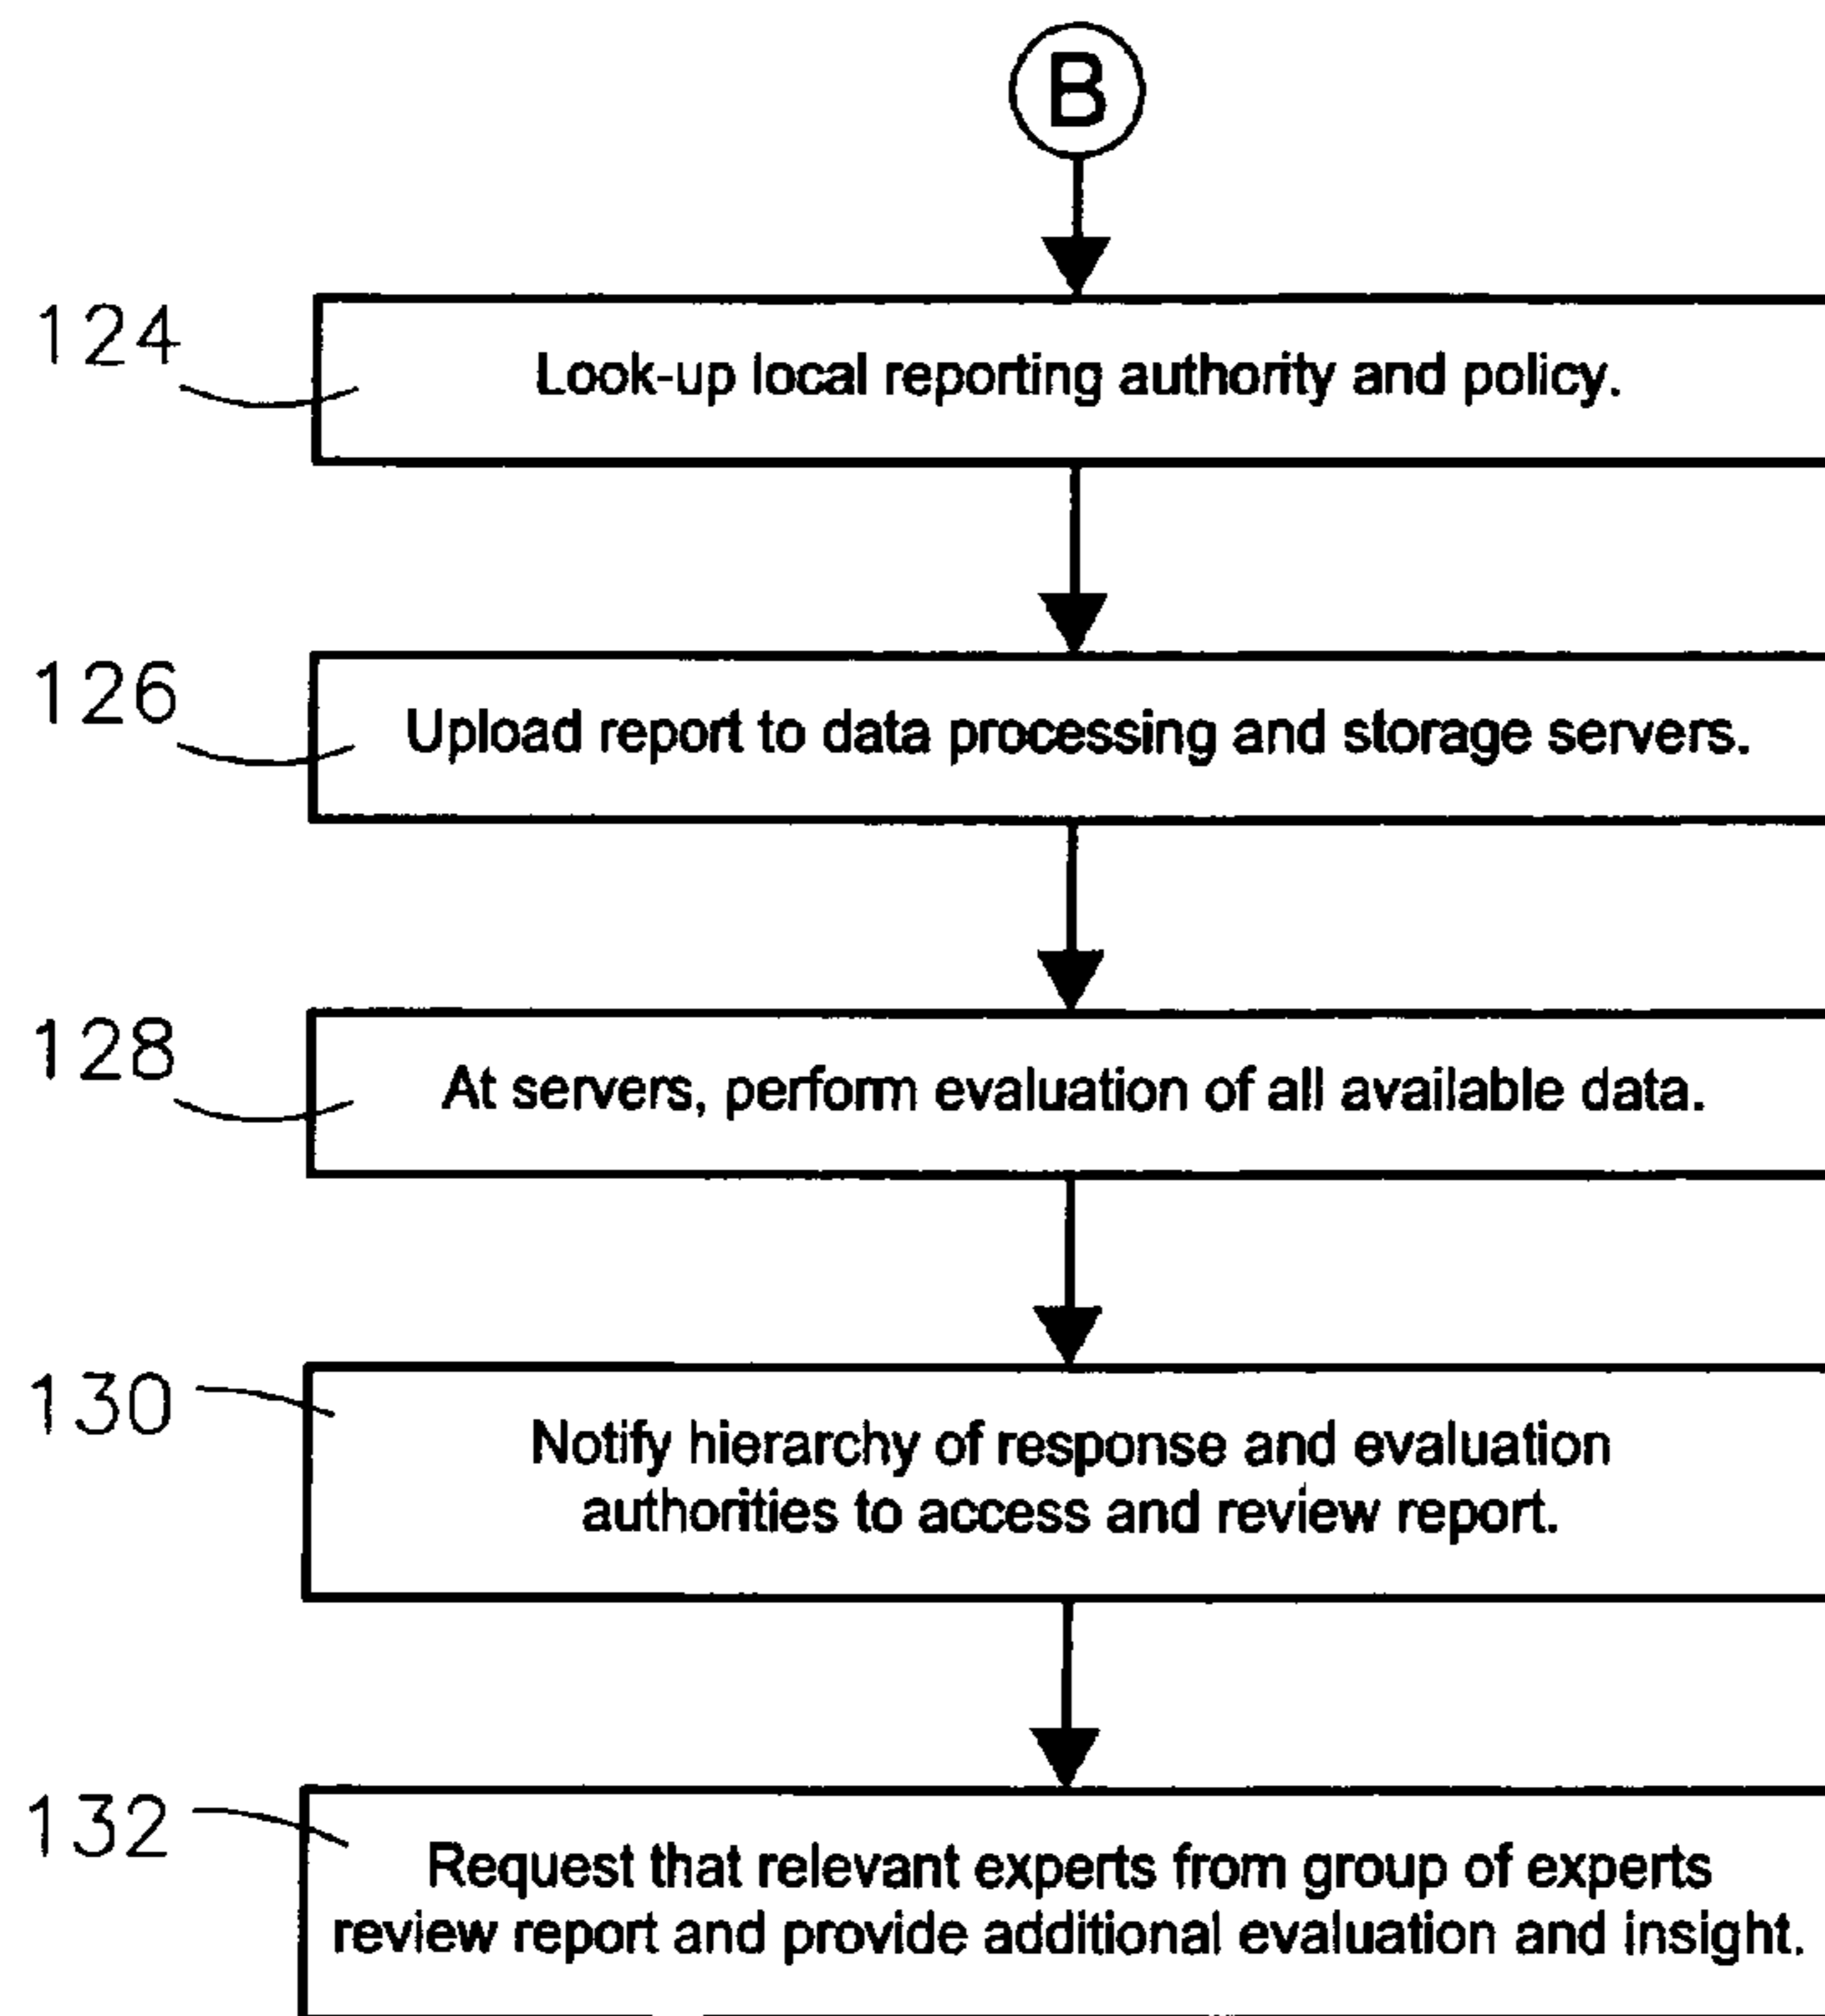 B
124
Look-up local reporting authority and policy.
126
Upload report to data processing and storage servers.
128
At servers, perform evaluation of all available data.
130
Notify hierarchy of response and evaluation
authorities to access and review report.
132
Request that relevant experts from group of experts
review report and provide additional evaluation and insight.